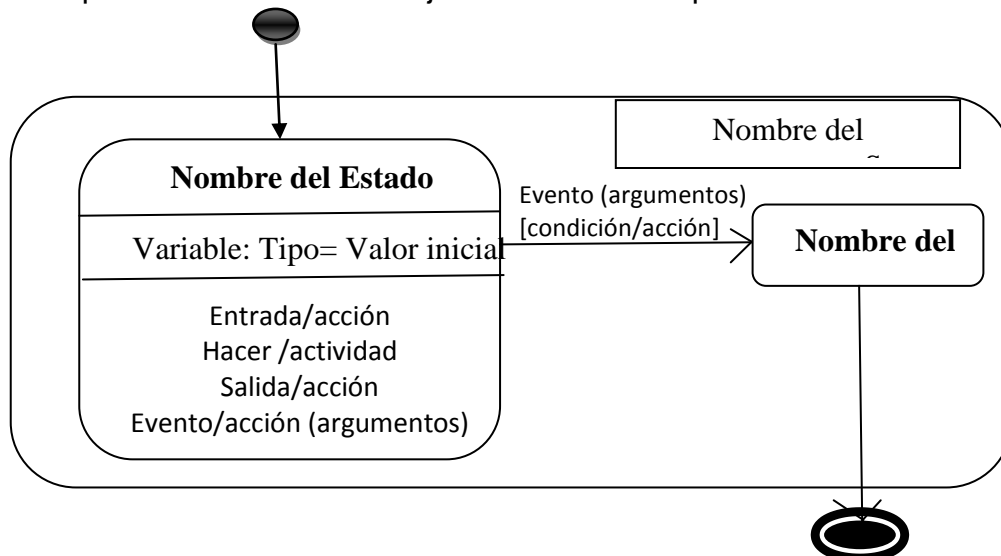 Nombre del
Nombre del Estado
Variable: Tipo= Valor inicial
Entrada/acción
Hacer /actividad
Salida/acción
Evento/acción (argumentos)
Evento (argumentos)
[condición/acción]
Nombre del